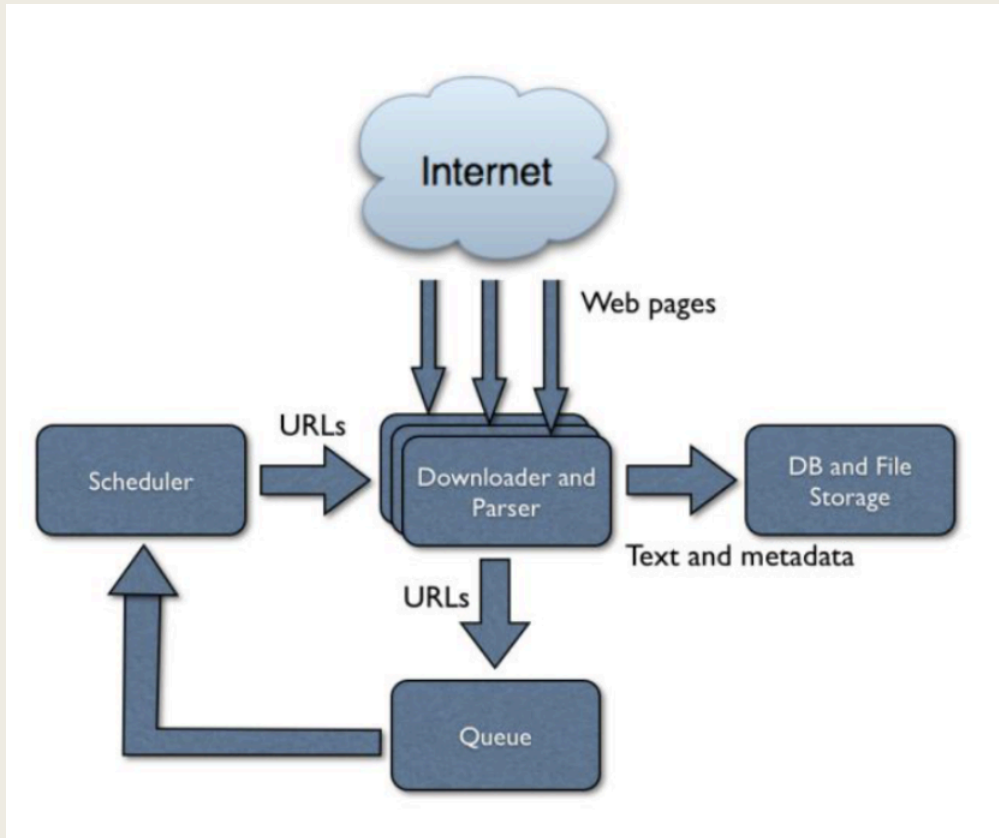 Internet
Web pages
URLs
Scheduler
Downloader and
Parser
DB and File
Storage
Text and metadata
URLs
Queue